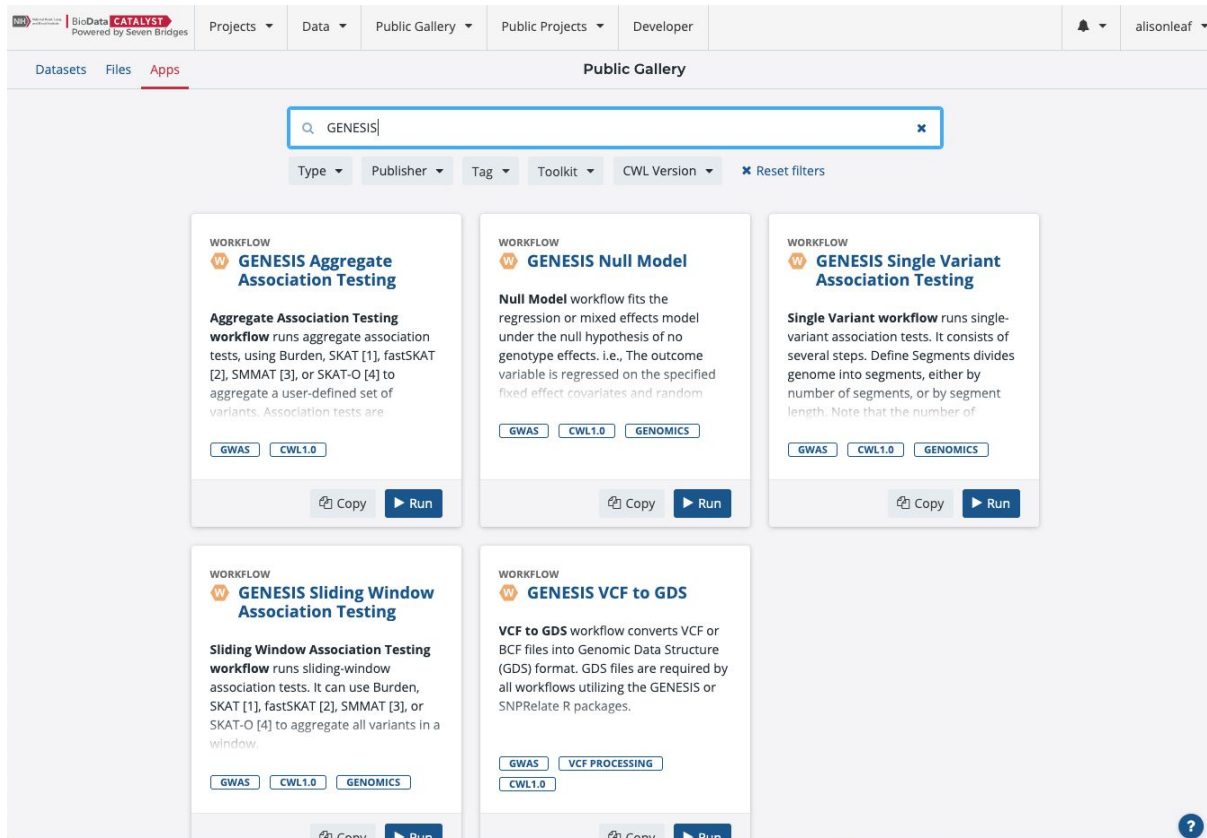 NIH
BioData CATALYST
Powered by Seven Bridges
Projects
Data
Public Gallery
Public Projects
Developer
alisonleaf
Datasets
Files
Apps
Public Gallery
GENESIS
Type
Publisher
Tag
Toolkit
CWL Version
Reset filters
WORKFLOW
W
GENESIS Aggregate
Association Testing
Aggregate Association Testing
workflow runs aggregate association
tests, using Burden, SKAT [1], fastSKAT
[2], SMMAT [3], or SKAT-O [4] to
aggregate a user-defined set of
variants. Association tests are
GWAS
CWL1.0
Copy
Run
WORKFLOW
W
GENESIS Null Model
Null Model workflow fits the
regression or mixed effects model
under the null hypothesis of no
genotype effects. i.e., The outcome
variable is regressed on the specified
fixed effect covariates and random
GWAS
CWL1.0
GENOMICS
Copy
Run
WORKFLOW
W
GENESIS Single Variant
Association Testing
Single Variant workflow runs single-
variant association tests. It consists of
several steps. Define Segments divides
genome into segments, either by
number of segments, or by segment
length. Note that the number of
GWAS
CWL1.0
GENOMICS
Copy
Run
WORKFLOW
W
GENESIS Sliding Window
Association Testing
Sliding Window Association Testing
workflow runs sliding-window
association tests. It can use Burden,
SKAT [1], fastSKAT [2], SMMAT [3], or
SKAT-O [4] to aggregate all variants in a
window.
GWAS
CWL1.0
GENOMICS
Copy
Run
WORKFLOW
W
GENESIS VCF to GDS
VCF to GDS workflow converts VCF or
BCF files into Genomic Data Structure
(GDS) format. GDS files are required by
all workflows utilizing the GENESIS or
SNPRelate R packages.
GWAS
VCF PROCESSING
CWL1.0
Copy
Run
?